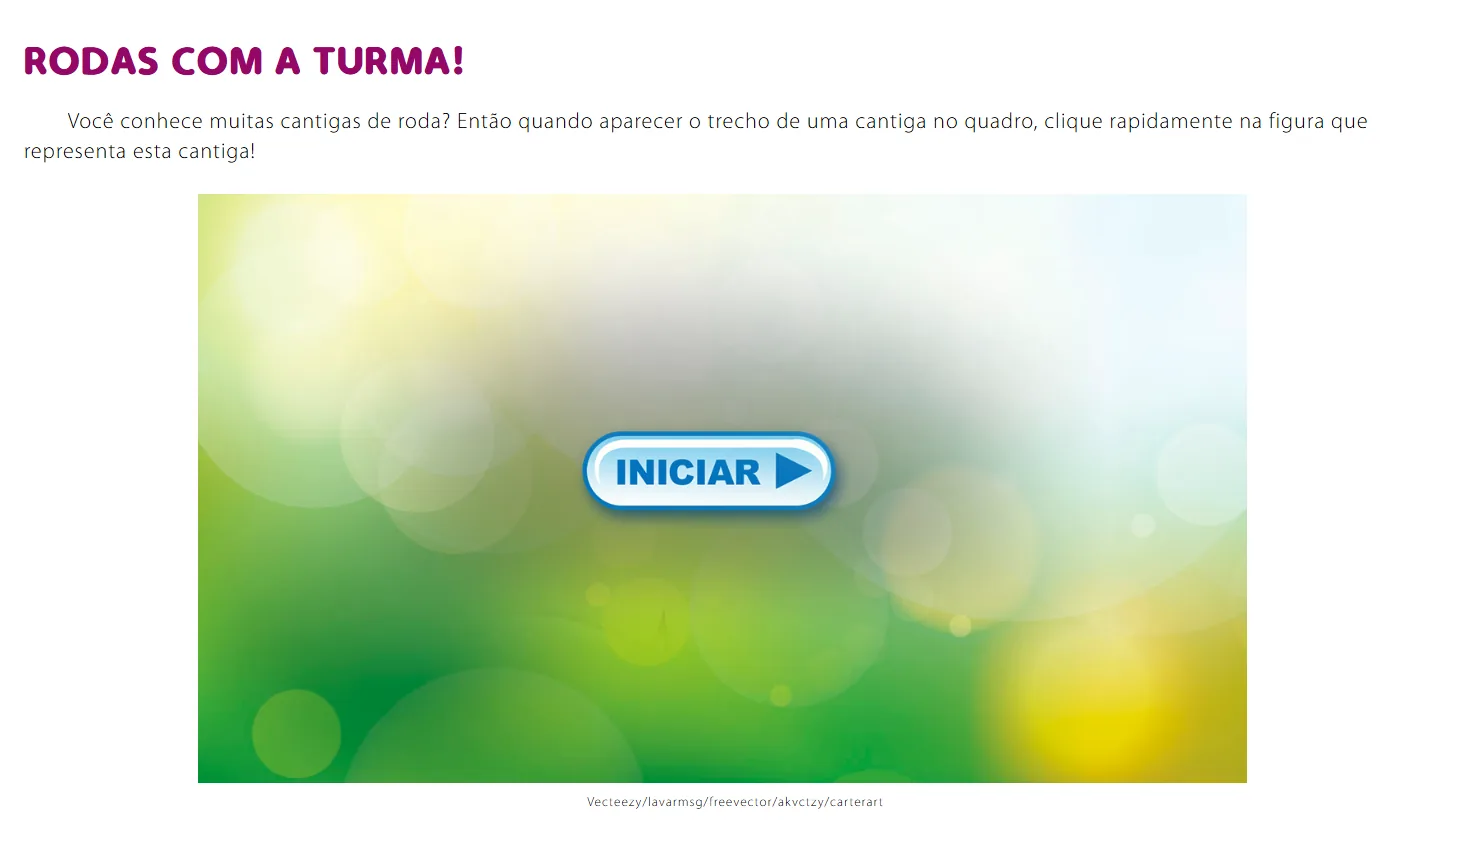 RODAS COM A TURMA!
Você conhece muitas cantigas de roda? Então quando aparecer o trecho de uma cantiga no quadro, clique rapidamente na figura que
representa esta cantiga!
INICIAR
Vecteezy/lavarmsg/freevector/akvctzy/carterart